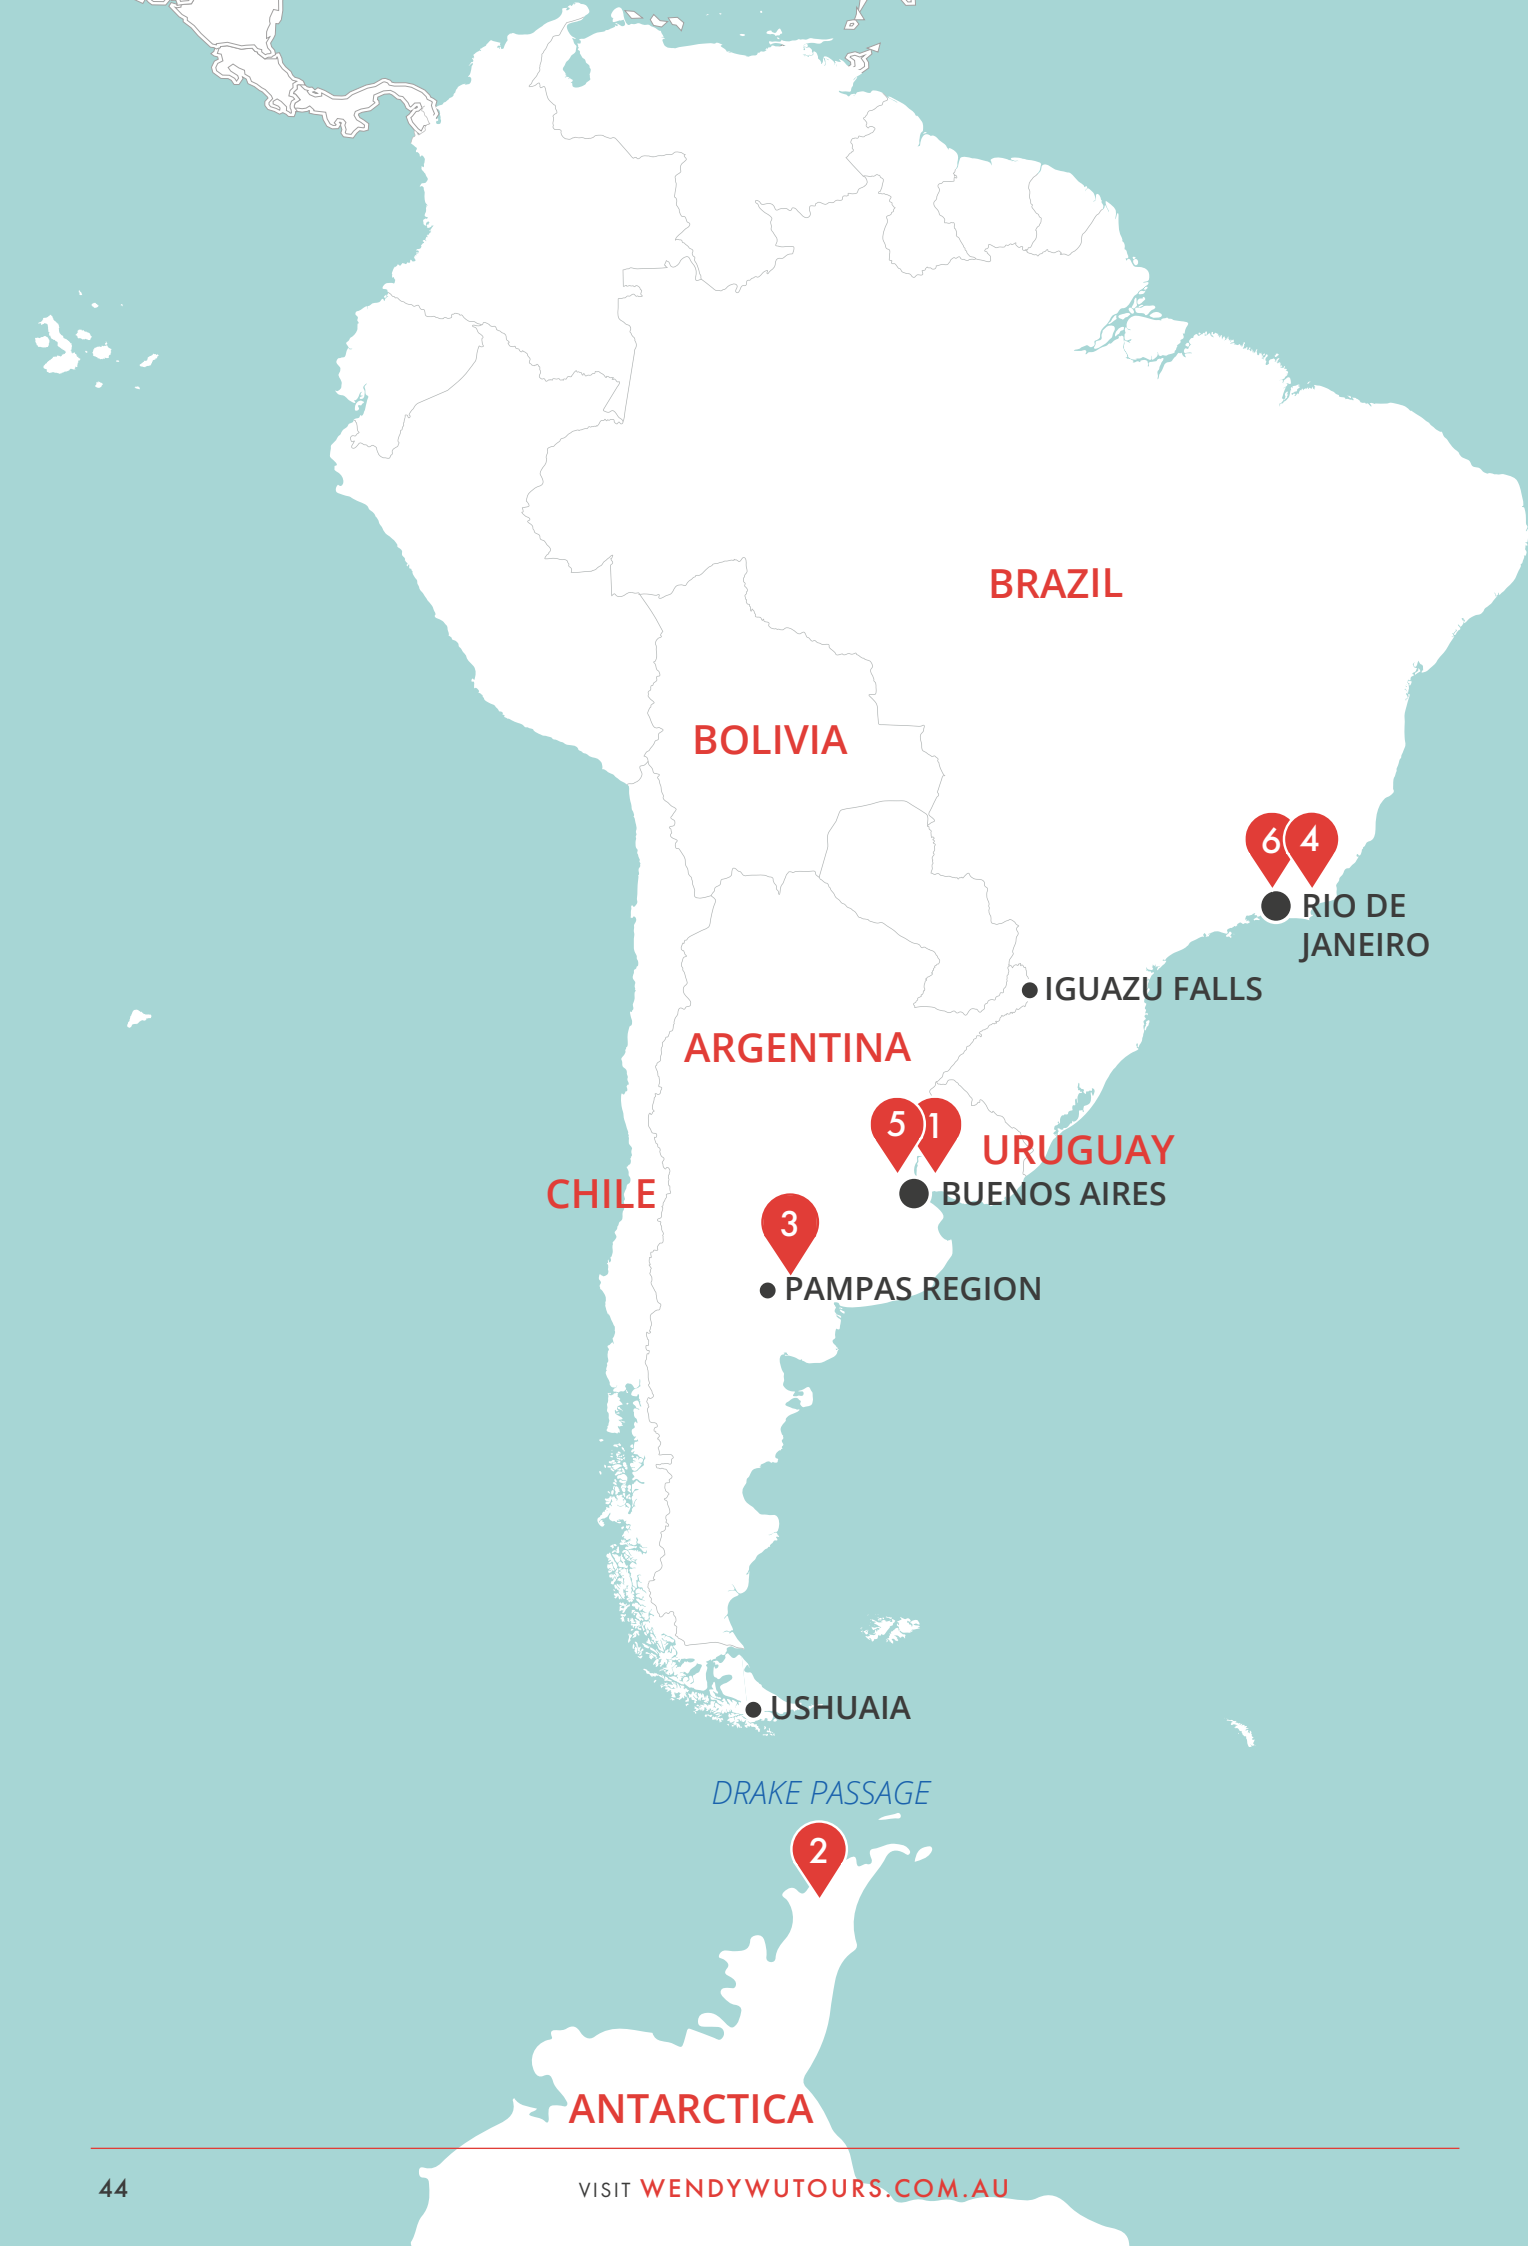 BRAZIL
BOLIVIA
6
4
RIO DE
JANEIRO
IGUAZU FALLS
ARGENTINA
5
1
URUGUAY
CHILE
BUENOS AIRES
3
PAMPAS REGION
USHUAIA
DRAKE PASSAGE
2
ANTARCTICA
44
VISIT WENDYWUTOURS.COM.AU